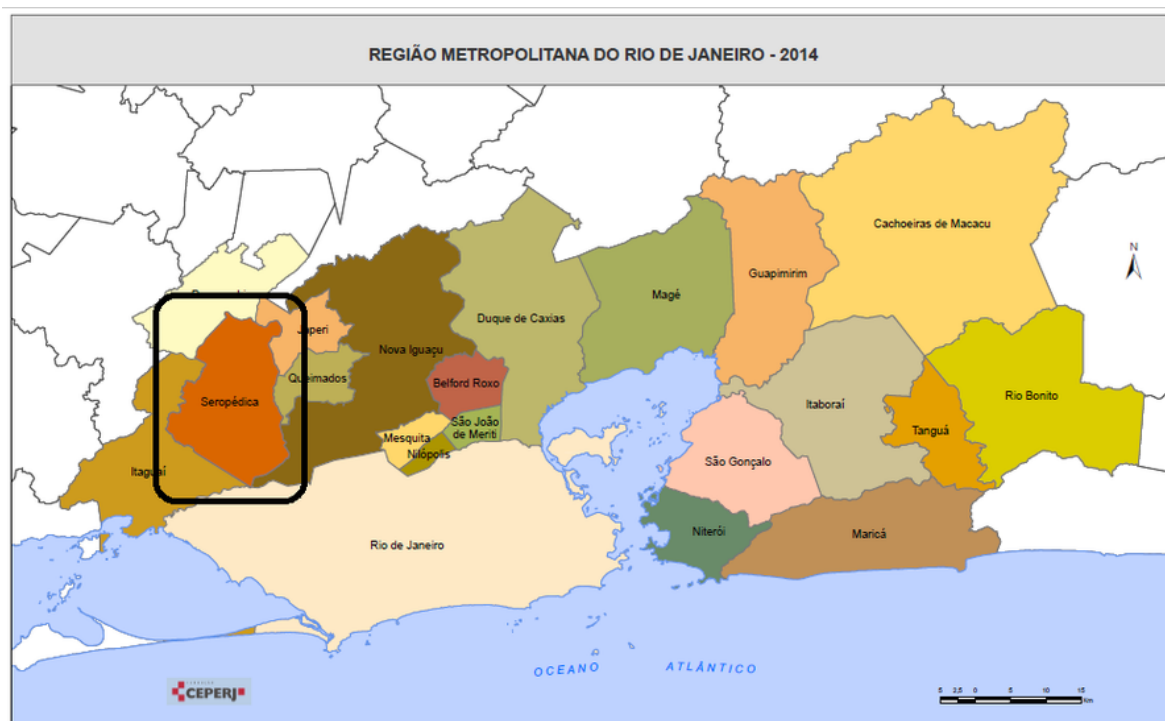 REGIÃO METROPOLITANA DO RIO DE JANEIRO - 2014
Cachoeiras de Macacu
N
Guapimirim
Magé
Duque de Caxias
Japeri
Nova Iguaçu
Queimados
Belford Roxo
Seropédica
Rio Bonito
Itaboraí
São João
de Meriti
Tanguá
Mesquita
Nilópolis
São Gonçalo
Itaguaí
Niterói
Maricá
Rio de Janeiro
OCEANO ATLÂNTICO
CEPERJ
5 2,5 0 5 10 15
Km